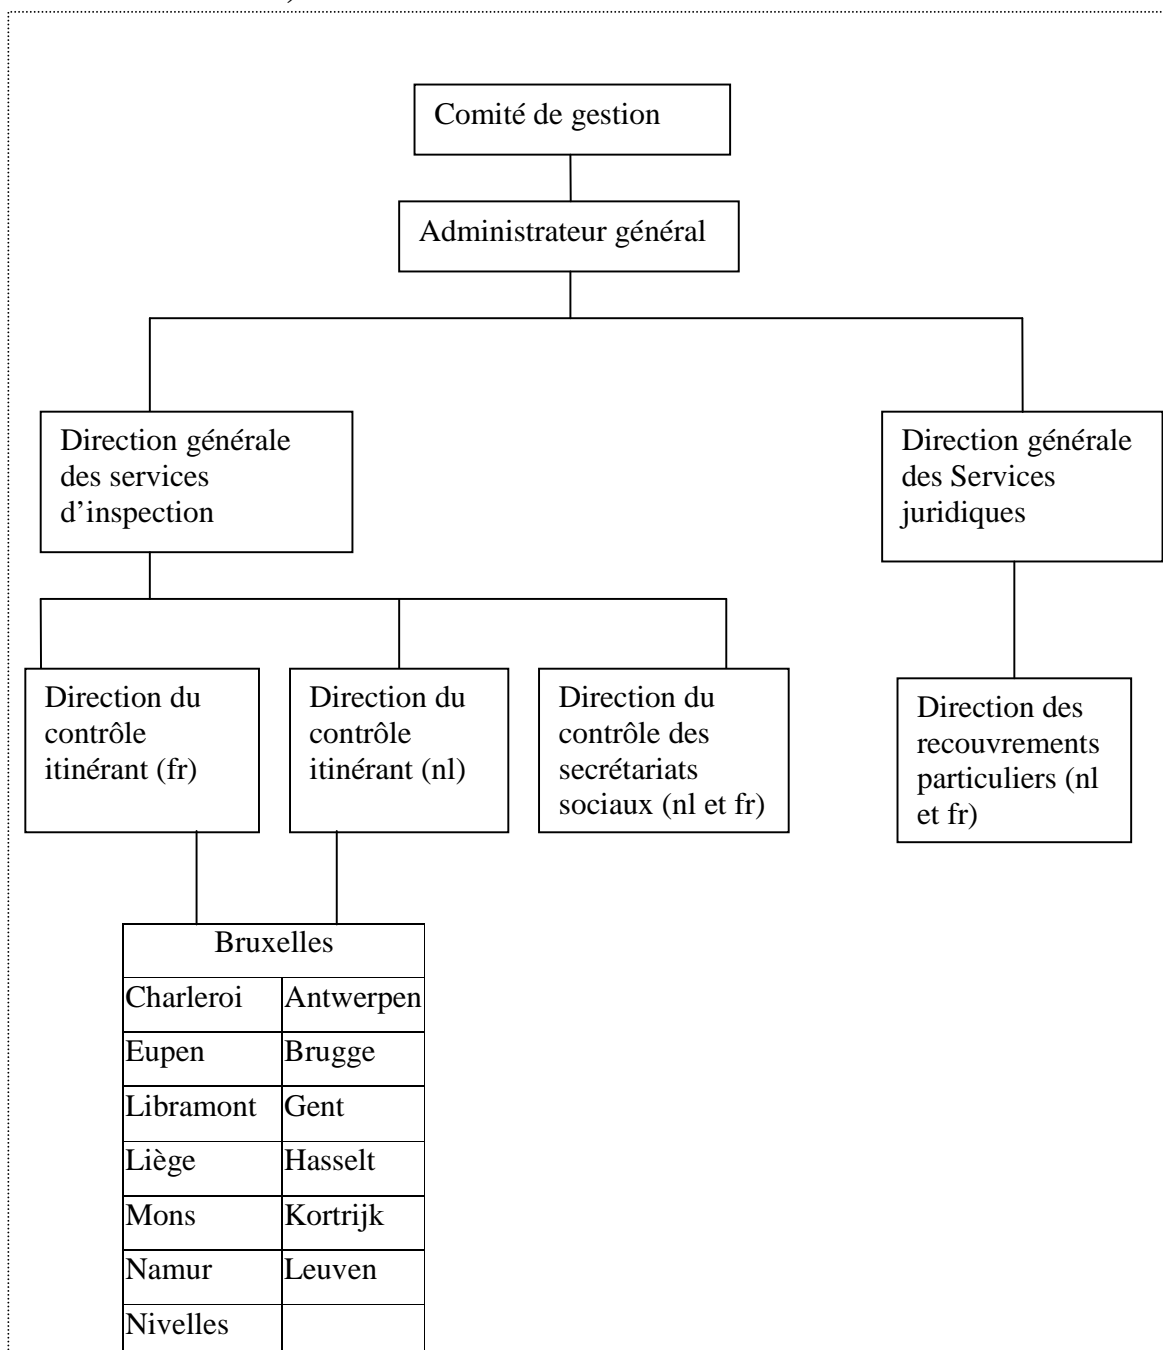 Comité de gestion
Administrateur général
Direction générale
des services
d’inspection
Direction générale
des Services
juridiques
Direction du
contrôle
itinérant (fr)
Direction du
contrôle
itinérant (nl)
Direction du
contrôle des
secrétariats
sociaux (nl et fr)
Direction des
recouvrements
particuliers (nl
et fr)
Bruxelles
Charleroi Antwerpen
Eupen Brugge
Libramont Gent
Liège Hasselt
Mons Kortrijk
Namur Leuven
Nivelles